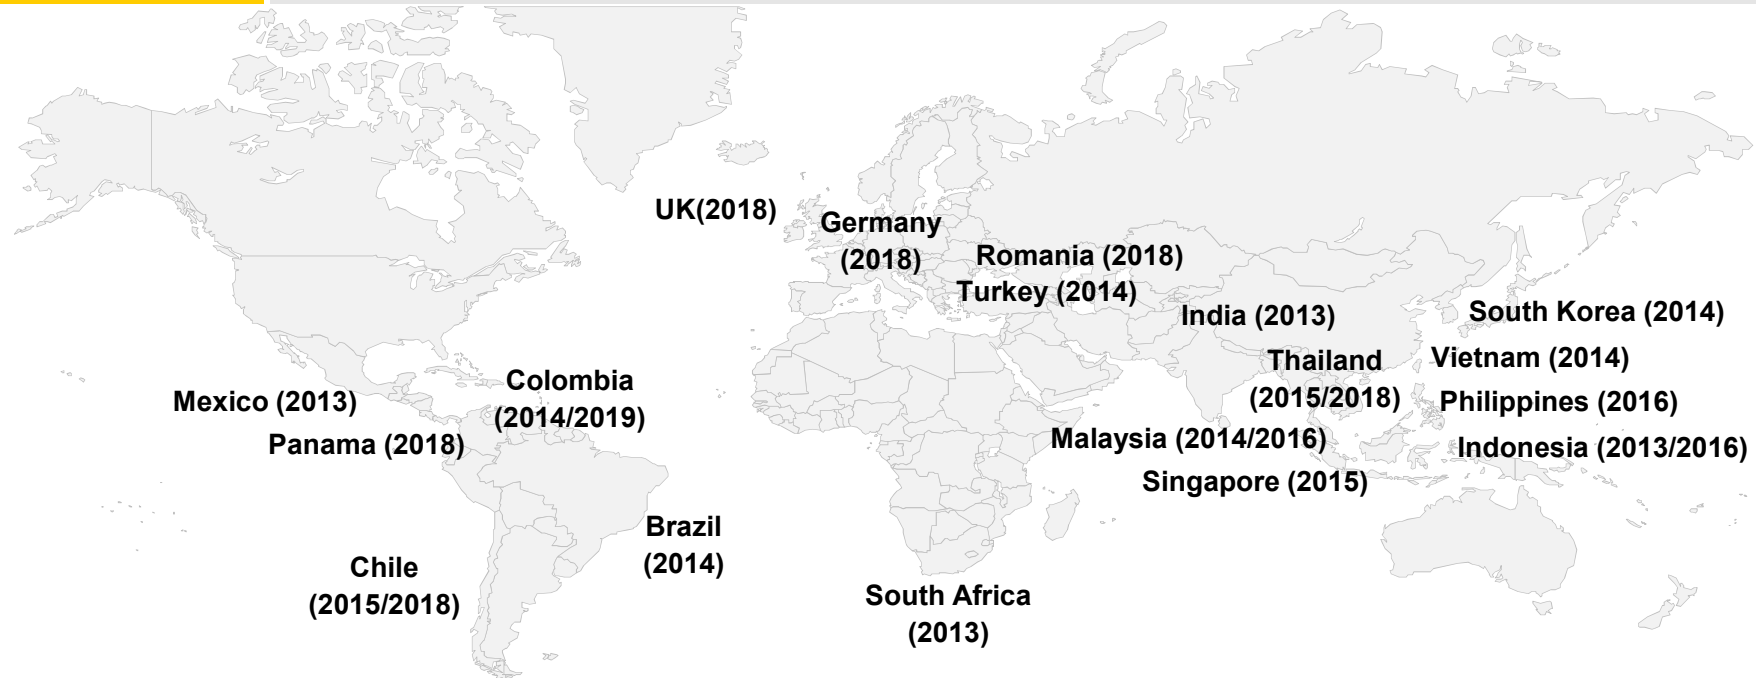 UK(2018)
Germany
(2018)
Romania (2018)
Turkey (2014)
India (2013)
South Korea (2014)
Thailand
(2015/2018)
Vietnam (2014)
Philippines (2016)
Malaysia (2014/2016)
Indonesia (2013/2016)
Singapore (2015)
Mexico (2013)
Colombia
(2014/2019)
Panama (2018)
Brazil
(2014)
Chile
(2015/2018)
South Africa
(2013)